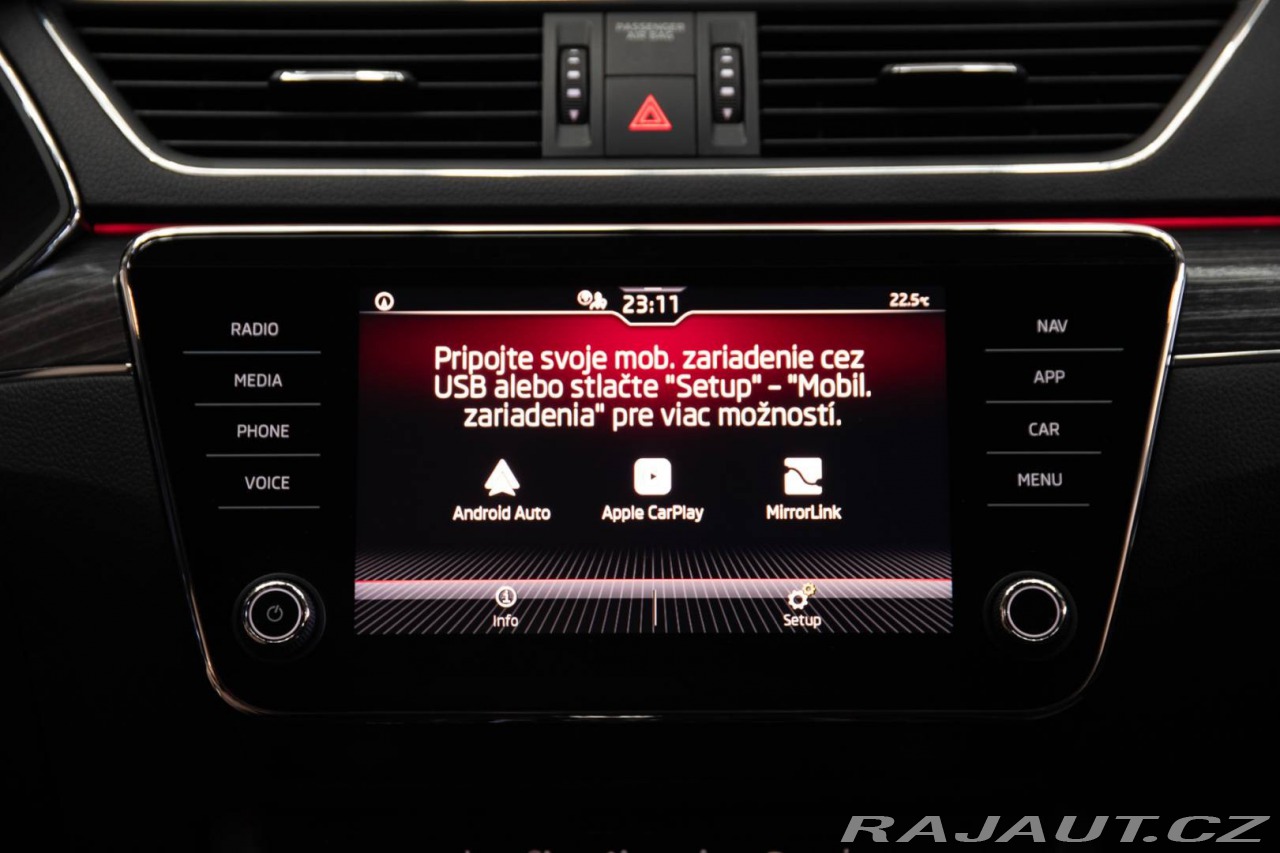 PASSENGER
AIR BAG
23:11
22.5°C
RADIO
MEDIA
PHONE
VOICE
Pripojte svoje mob. zariadenie cez
USB alebo stlačte "Setup" – "Mobil.
zariadenia" pre viac možností.
Android Auto
Apple CarPlay
MirrorLink
Info
Setup
NAV
APP
CAR
MENU
RAJAUT.CZ